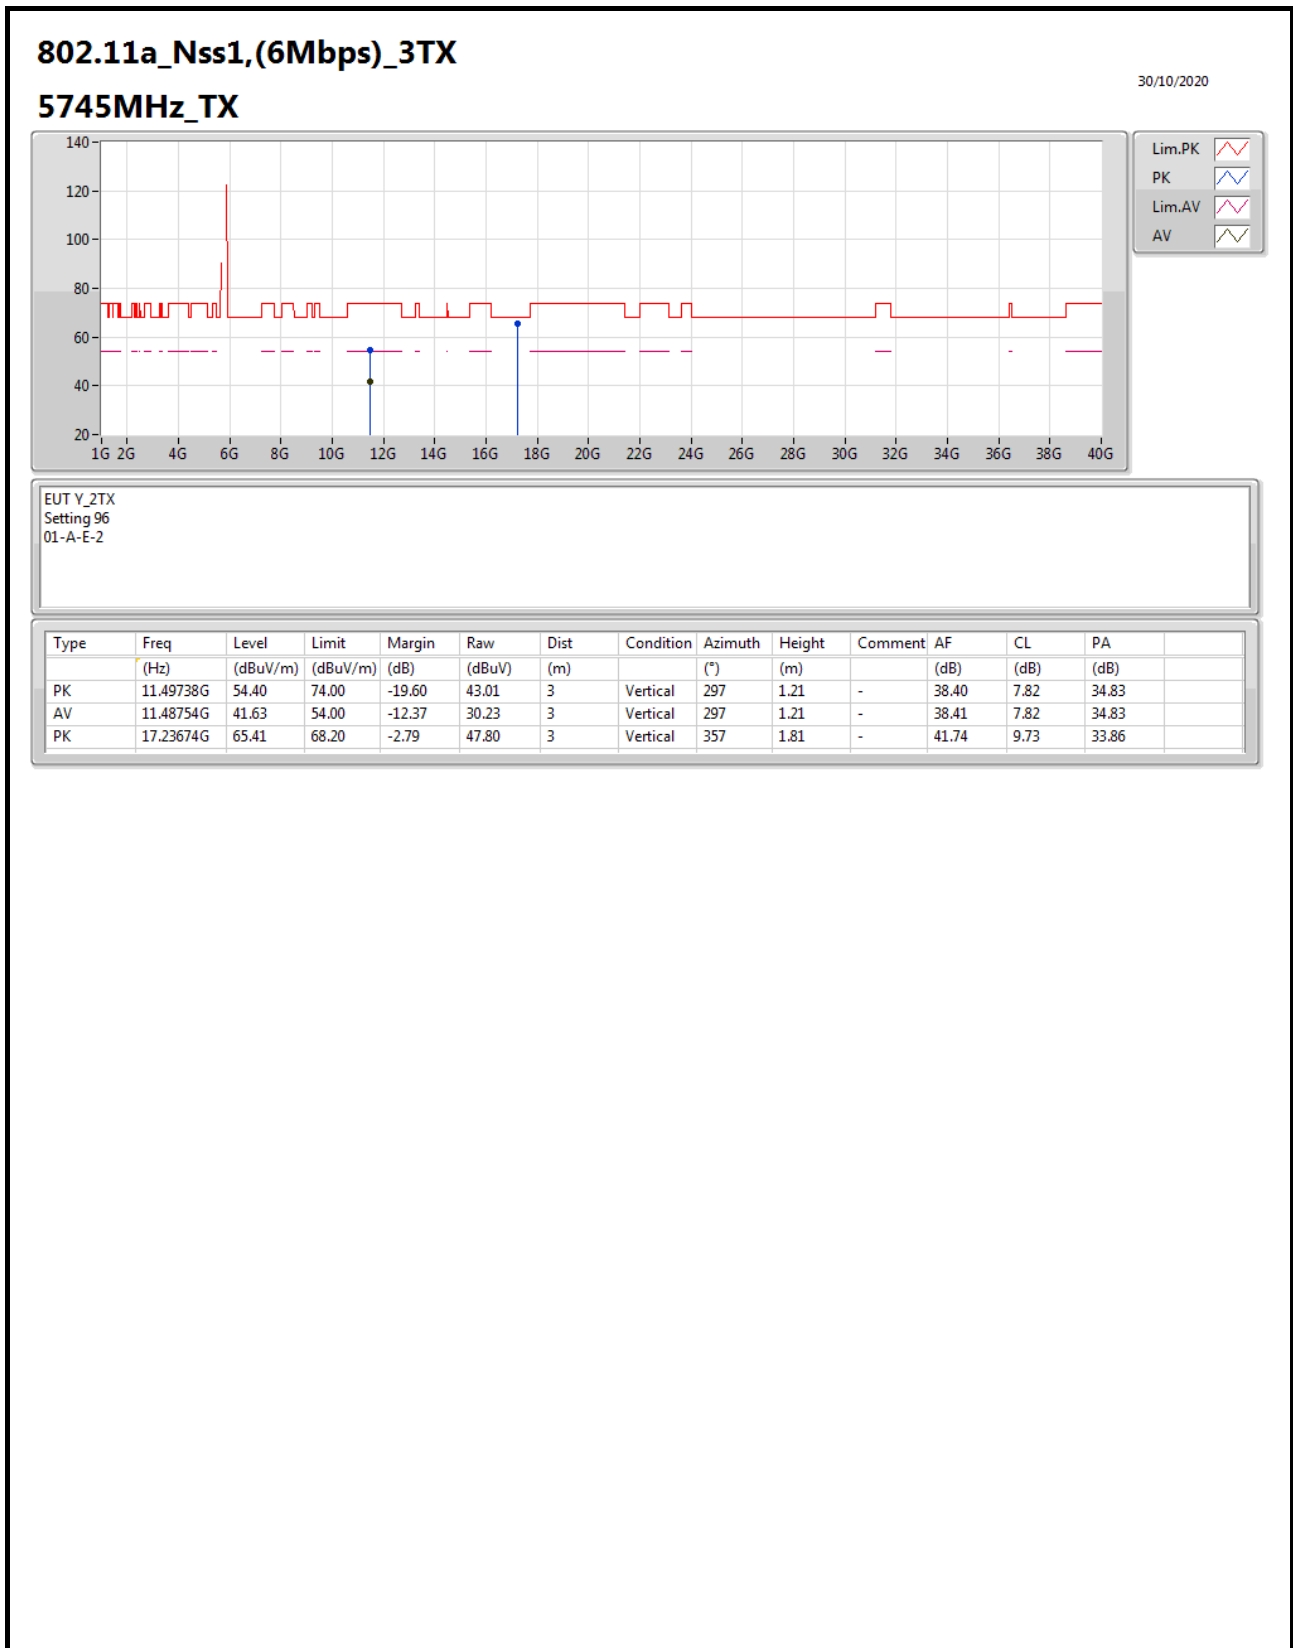 802.11a_Nss1,(6Mbps)_3TX
30/10/2020
5745MHz_TX
140
120
100
80
60
40
20
1G 2G 4G 6G 8G 10G 12G 14G 16G 18G 20G 22G 24G 26G 28G 30G 32G 34G 36G 38G 40G
Lim.PK
PK
Lim.AV
AV
EUT Y_2TX
Setting 96
01-A-E-2
Type Freq Level Limit Margin Raw Dist Condition Azimuth Height Comment AF CL PA
(Hz) (dBuV/m) (dBuV/m) (dB) (dBuV) (m) (°) (m) (dB) (dB) (dB)
PK 11.49738G 54.40 74.00 -19.60 43.01 3 Vertical 297 1.21 - 38.40 7.82 34.83
AV 11.48754G 41.63 54.00 -12.37 30.23 3 Vertical 297 1.21 - 38.41 7.82 34.83
PK 17.23674G 65.41 68.20 -2.79 47.80 3 Vertical 357 1.81 - 41.74 9.73 33.86